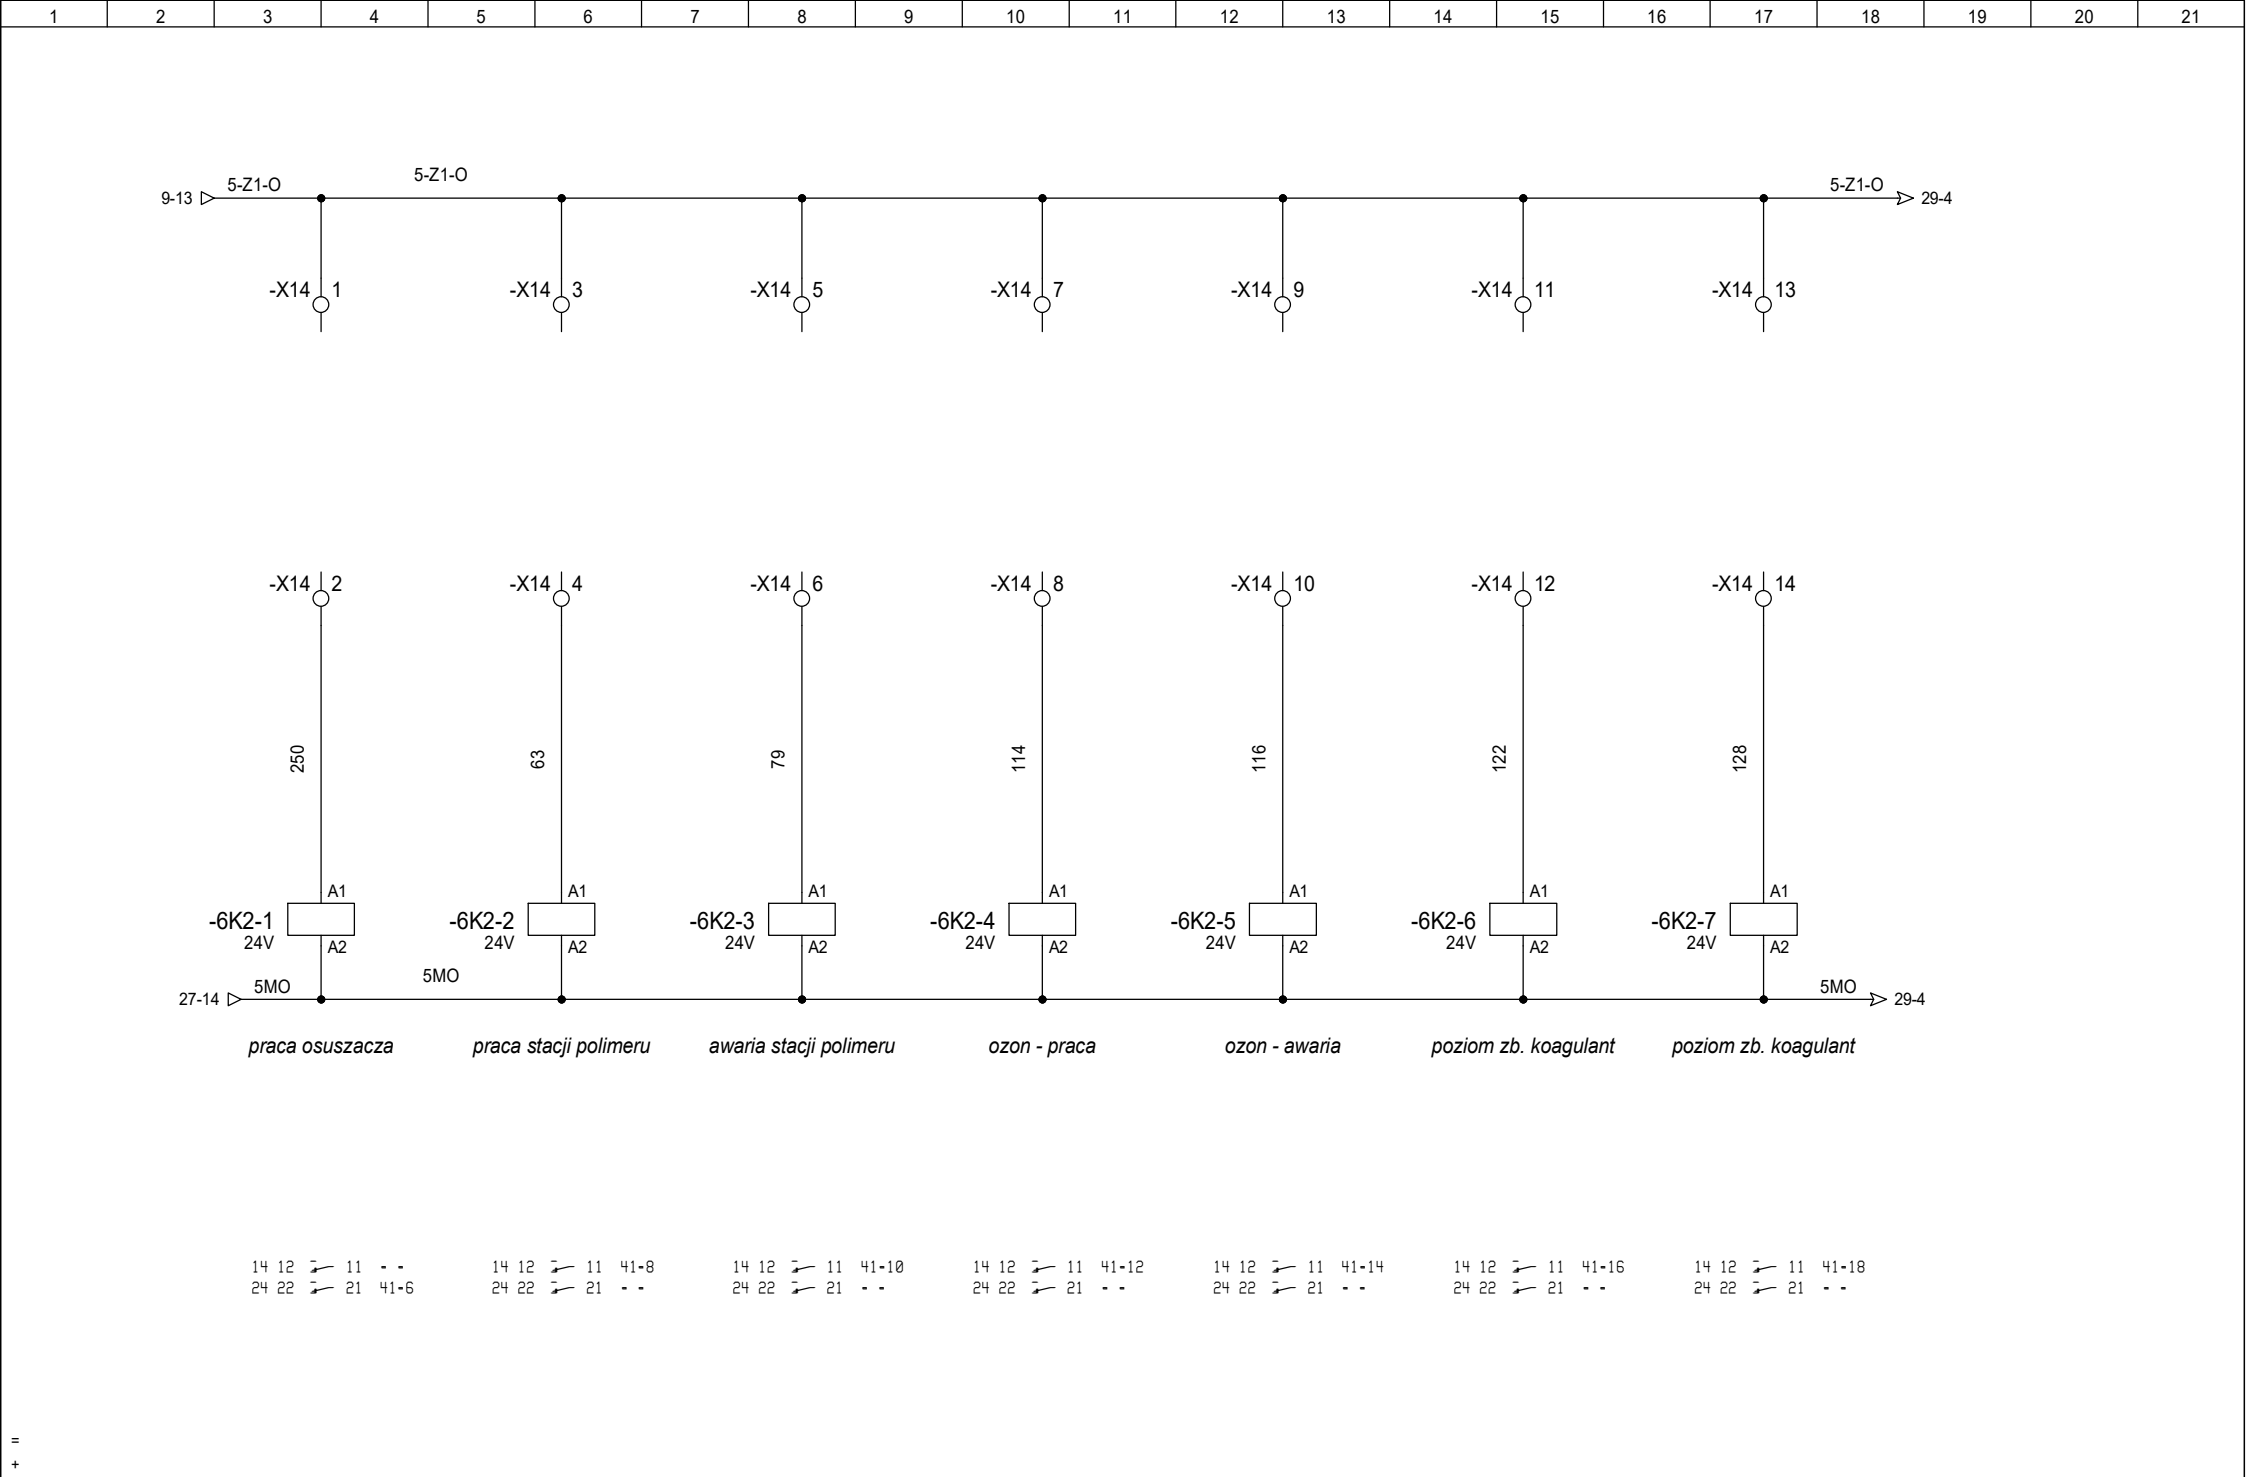 1 2 3 4 5 6 7 8 9 10 11 12 13 14 15 16 17 18 19 20 21
5-Z1-O
9-13 5-Z1-O 5-Z1-O 29-4
-X14 1 -X14 3 -X14 5 -X14 7 -X14 9 -X14 11 -X14 13
-X14 2 -X14 4 -X14 6 -X14 8 -X14 10 -X14 12 -X14 14
250 63 79 114 116 122 128
A1 A1 A1 A1 A1 A1 A1
-6K2-1 -6K2-2 -6K2-3 -6K2-4 -6K2-5 -6K2-6 -6K2-7
24V A2 24V A2 24V A2 24V A2 24V A2 24V A2 24V A2
5MO
27-14 5MO 5MO 29-4
praca osuszacza praca stacji polimeru awaria stacji polimeru ozon - praca ozon - awaria poziom zb. koagulant poziom zb. koagulant
14 12 11 - - 14 12 11 41-8 14 12 11 41-10 14 12 11 41-12 14 12 11 41-14 14 12 11 41-16 14 12 11 41-18
24 22 21 41-6 24 22 21 - - 24 22 21 - - 24 22 21 - - 24 22 21 - - 24 22 21 - - 24 22 21 - -
=
+